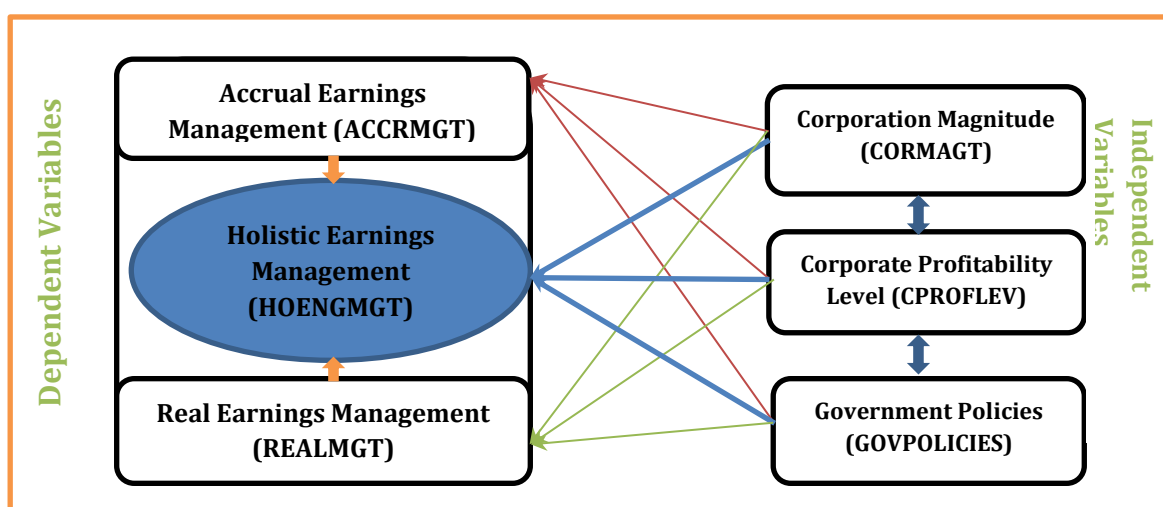 Dependent Variables
Accrual Earnings
Management (ACCRMGT)
Holistic Earnings
Management
(HOENGMGT)
Real Earnings Management
(REALMGT)
Corporation Magnitude
(CORMAGT)
Corporate Profitability
Level (CPROFLEV)
Government Policies
(GOVPOLICIES)
Independent
Variables